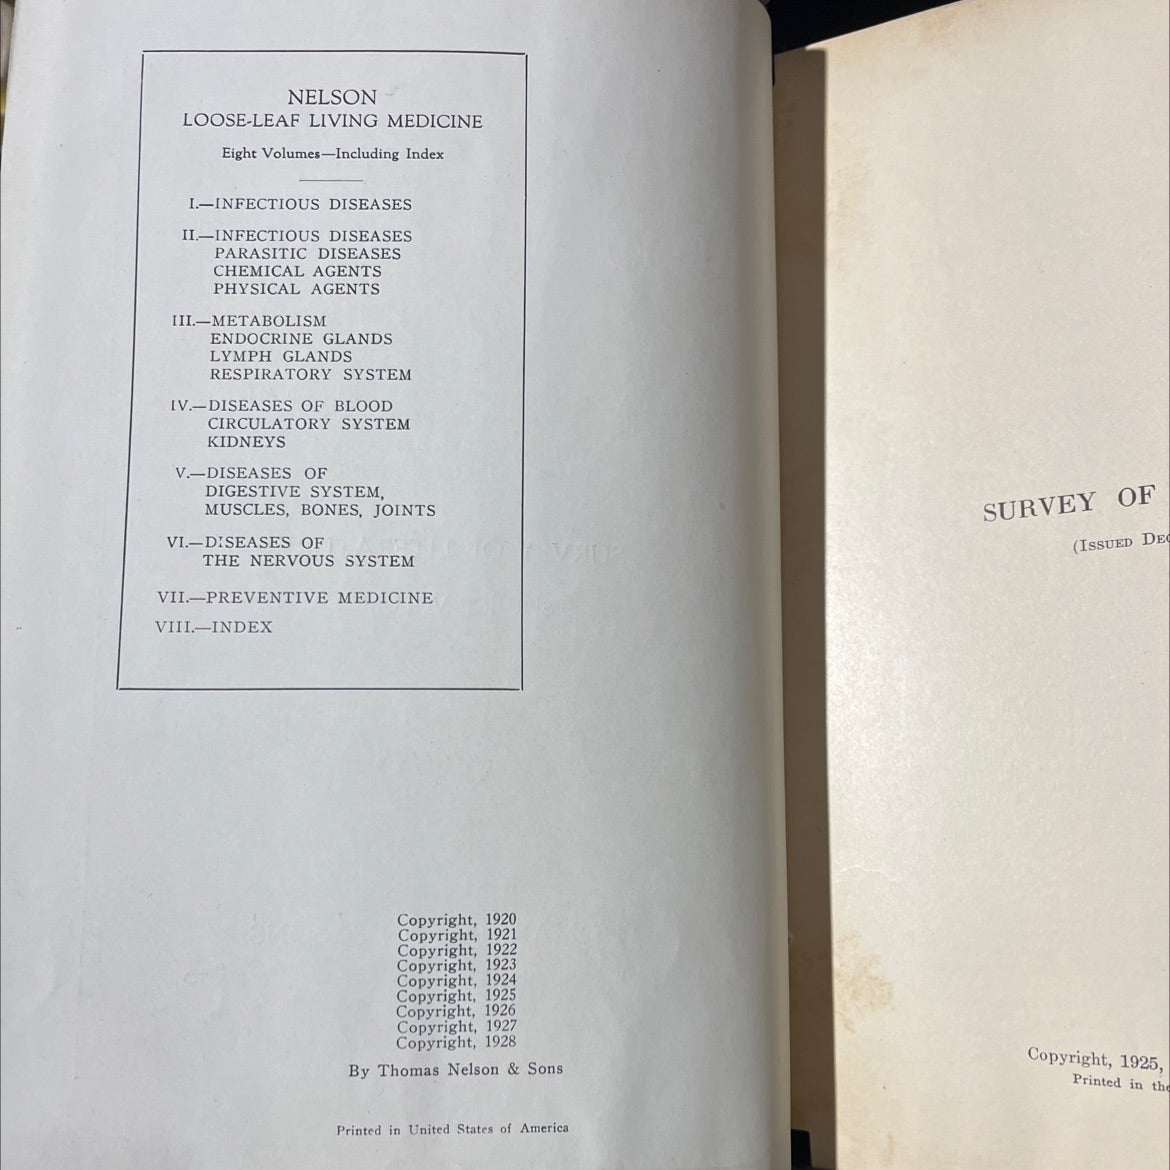 NELSON
LOOSE-LEAF LIVING MEDICINE
Eight Volumes—Including Index
I.—INFECTIOUS DISEASES
II.—INFECTIOUS DISEASES
PARASITIC DISEASES
CHEMICAL AGENTS
PHYSICAL AGENTS
III.—METABOLISM
ENDOCRINE GLANDS
LYMPH GLANDS
RESPIRATORY SYSTEM
IV.—DISEASES OF BLOOD
CIRCULATORY SYSTEM
KIDNEYS
V.—DISEASES OF
DIGESTIVE SYSTEM,
MUSCLES, BONES, JOINTS
VI.—DISEASES OF
THE NERVOUS SYSTEM
VII.—PREVENTIVE MEDICINE
VIII.—INDEX
Copyright, 1920
Copyright, 1921
Copyright, 1922
Copyright, 1923
Copyright, 1924
Copyright, 1925
Copyright, 1926
Copyright, 1927
Copyright, 1928
By Thomas Nelson & Sons
Printed in United States of America
SURVEY OF
(ISSUED DEC
Copyright, 1925,
Printed in the